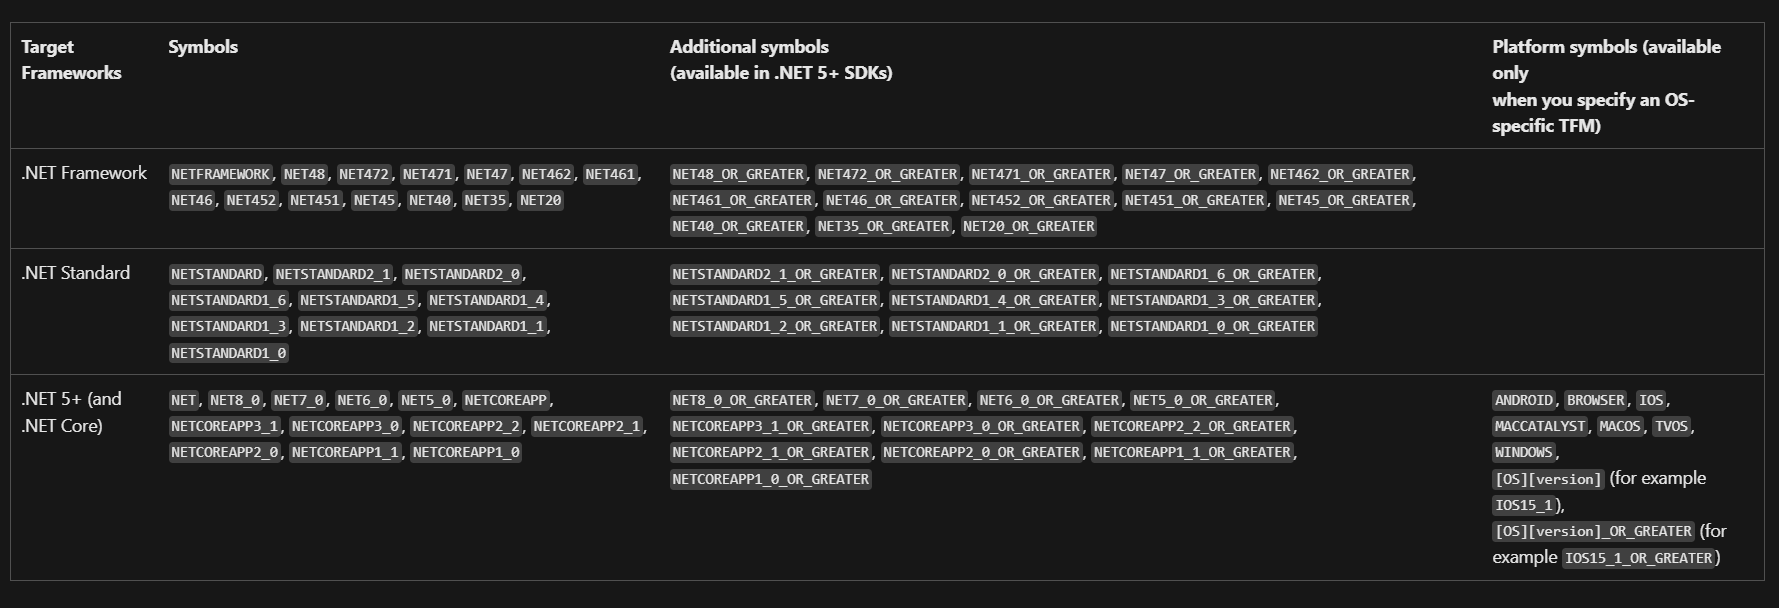 Target
Frameworks
Symbols
Additional symbols
(available in .NET 5+ SDKs)
Platform symbols (available
only
when you specify an OS-
specific TFM)
.NET Framework
NETFRAMEWORK, NET48, NET472, NET471, NET47, NET462, NET461,
NET46, NET452, NET451, NET45, NET40, NET35, NET20
NET48_OR_GREATER, NET472_OR_GREATER, NET471_OR_GREATER, NET47_OR_GREATER, NET462_OR_GREATER,
NET461_OR_GREATER, NET46_OR_GREATER, NET452_OR_GREATER, NET451_OR_GREATER, NET45_OR_GREATER,
NET40_OR_GREATER, NET35_OR_GREATER, NET20_OR_GREATER
.NET Standard
NETSTANDARD, NETSTANDARD2_1, NETSTANDARD2_0,
NETSTANDARD1_6, NETSTANDARD1_5, NETSTANDARD1_4,
NETSTANDARD1_3, NETSTANDARD1_2, NETSTANDARD1_1,
NETSTANDARD1_0
NETSTANDARD2_1_OR_GREATER, NETSTANDARD2_0_OR_GREATER, NETSTANDARD1_6_OR_GREATER,
NETSTANDARD1_5_OR_GREATER, NETSTANDARD1_4_OR_GREATER, NETSTANDARD1_3_OR_GREATER,
NETSTANDARD1_2_OR_GREATER, NETSTANDARD1_1_OR_GREATER, NETSTANDARD1_0_OR_GREATER
.NET 5+ (and
.NET Core)
NET, NET8_0, NET7_0, NET6_0, NET5_0, NETCOREAPP,
NETCOREAPP3_1, NETCOREAPP3_0, NETCOREAPP2_2, NETCOREAPP2_1,
NETCOREAPP2_0, NETCOREAPP1_1, NETCOREAPP1_0
NET8_0_OR_GREATER, NET7_0_OR_GREATER, NET6_0_OR_GREATER, NET5_0_OR_GREATER,
NETCOREAPP3_1_OR_GREATER, NETCOREAPP3_0_OR_GREATER, NETCOREAPP2_2_OR_GREATER,
NETCOREAPP2_1_OR_GREATER, NETCOREAPP2_0_OR_GREATER, NETCOREAPP1_1_OR_GREATER,
NETCOREAPP1_0_OR_GREATER
ANDROID, BROWSER, IOS,
MACCATALYST, MACOS, TVOS,
WINDOWS,
[OS][version] (for example
IOS15_1),
[OS][version]_OR_GREATER (for
example IOS15_1_OR_GREATER)